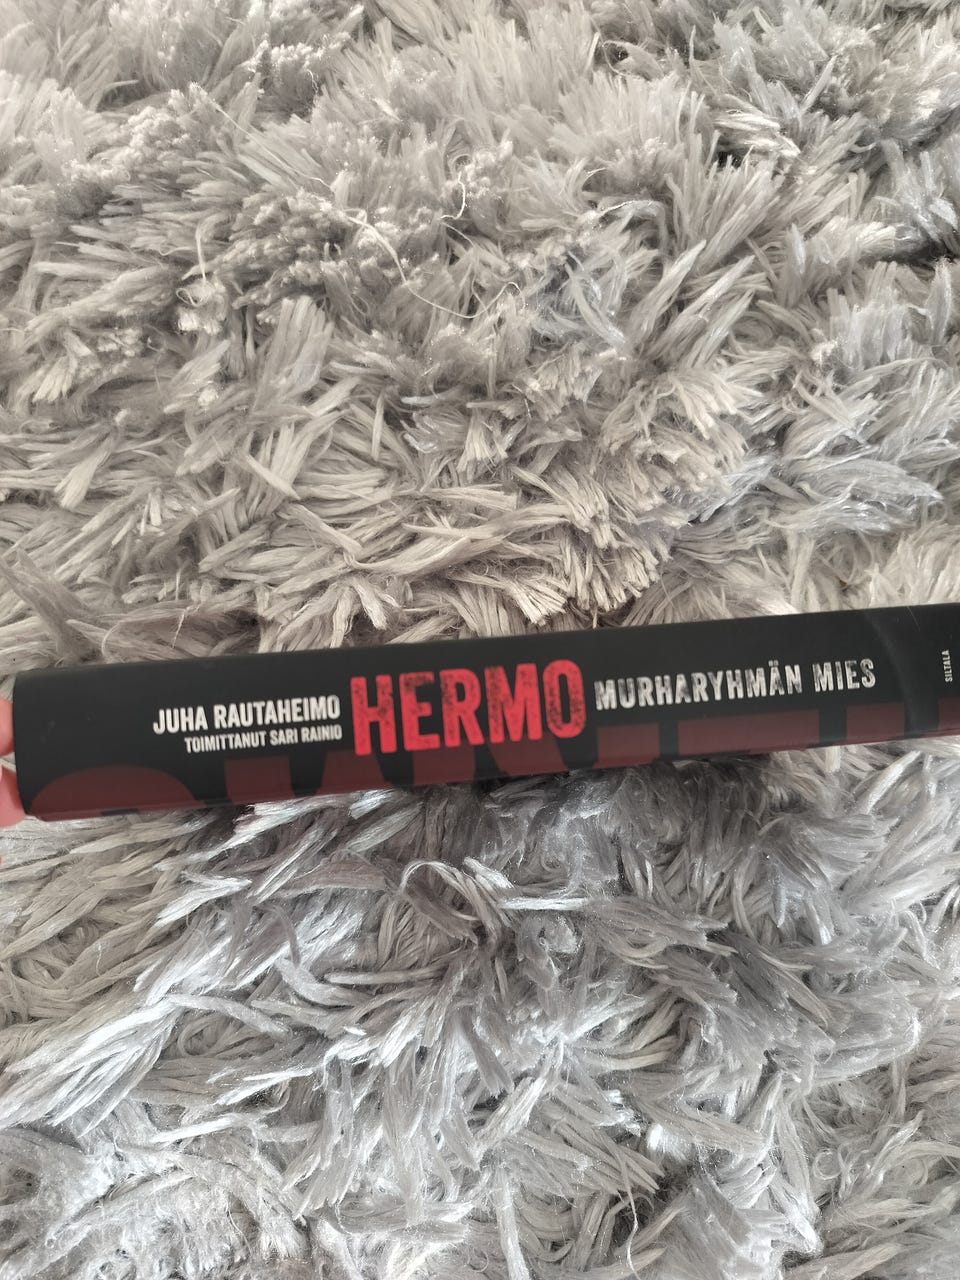 JUHA RAUTAHEIMO
TOIMITTANUT SARI RAINIO
HERMO
MURHARYHMÄN MIES
SILTALA